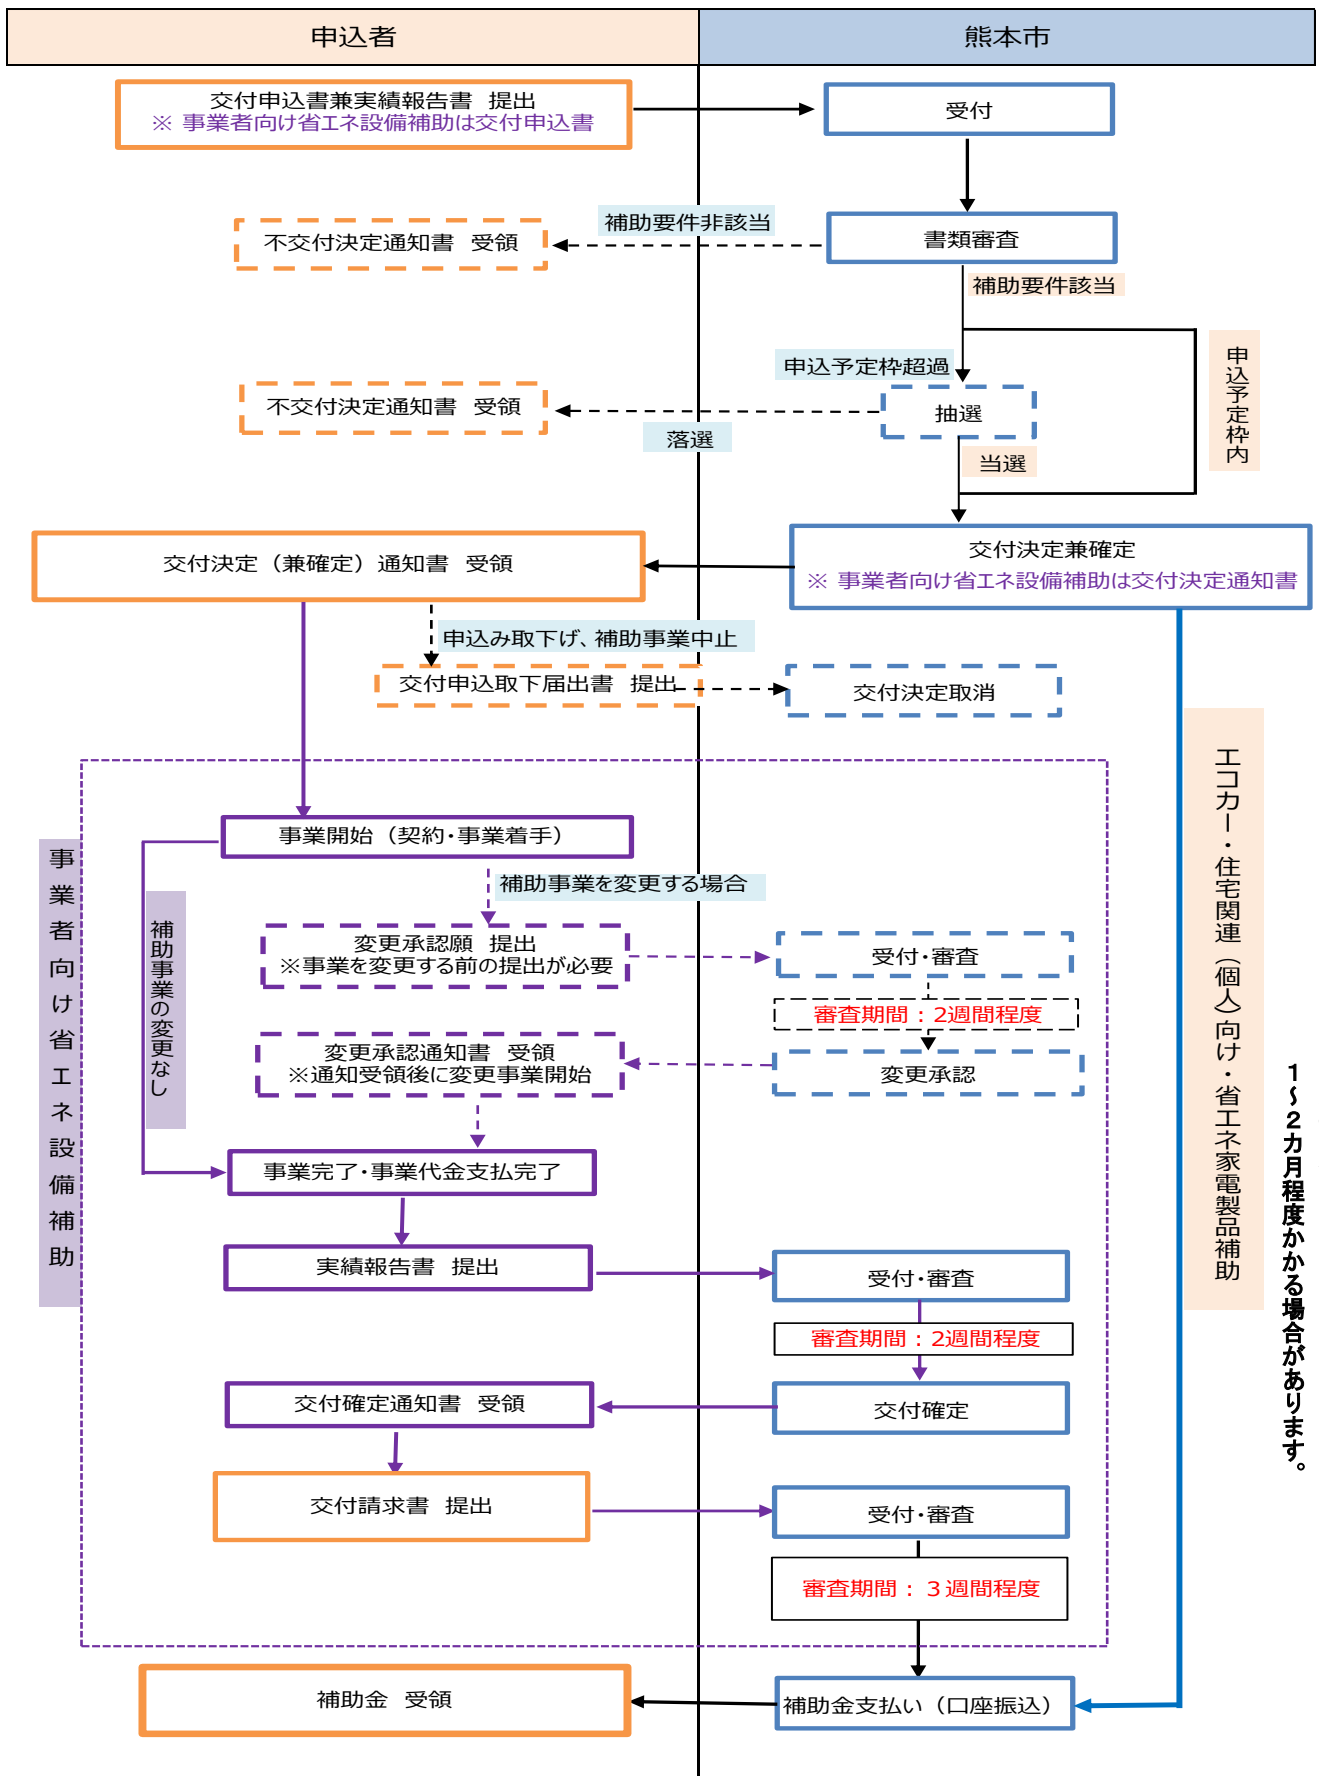 申込者
熊本市
交付申込書兼実績報告書 提出
※ 事業者向け省エネ設備補助は交付申込書
受付
補助要件非該当
不交付決定通知書 受領
書類審査
補助要件該当
申込予定枠超過
申込予定枠内
不交付決定通知書 受領
抽選
落選
当選
交付決定（兼確定）通知書 受領
交付決定兼確定
※ 事業者向け省エネ設備補助は交付決定通知書
申込み取下げ、補助事業中止
交付申込取下届出書 提出
交付決定取消
エコカー・住宅関連（個人）向け・省エネ家電製品補助
1～2カ月程度かかる場合があります。
事業者向け省エネ設備補助
事業開始（契約・事業着手）
補助事業の変更なし
補助事業を変更する場合
変更承認願 提出
※事業を変更する前の提出が必要
受付・審査
審査期間：2週間程度
変更承認通知書 受領
※通知受領後に変更事業開始
変更承認
事業完了・事業代金支払完了
実績報告書 提出
受付・審査
審査期間：2週間程度
交付確定通知書 受領
交付確定
交付請求書 提出
受付・審査
審査期間：３週間程度
補助金 受領
補助金支払い（口座振込）